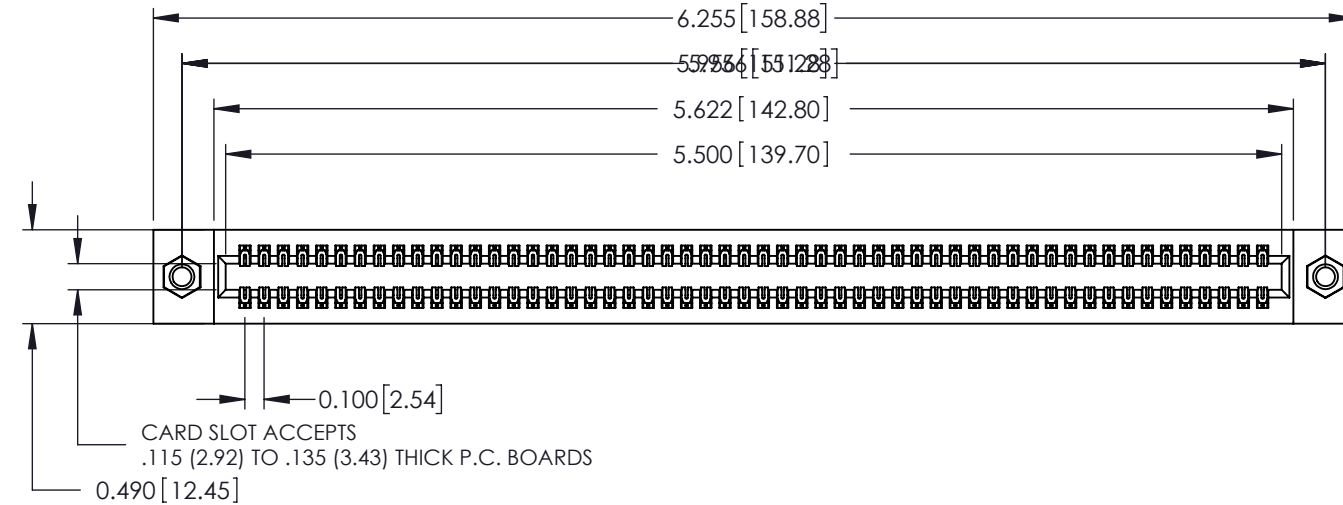 6.255[158.88]
5.622[142.80]
5.500[139.70]
0.100[2.54]
CARD SLOT ACCEPTS
.115 (2.92) TO .135 (3.43) THICK P.C. BOARDS
0.490[12.45]